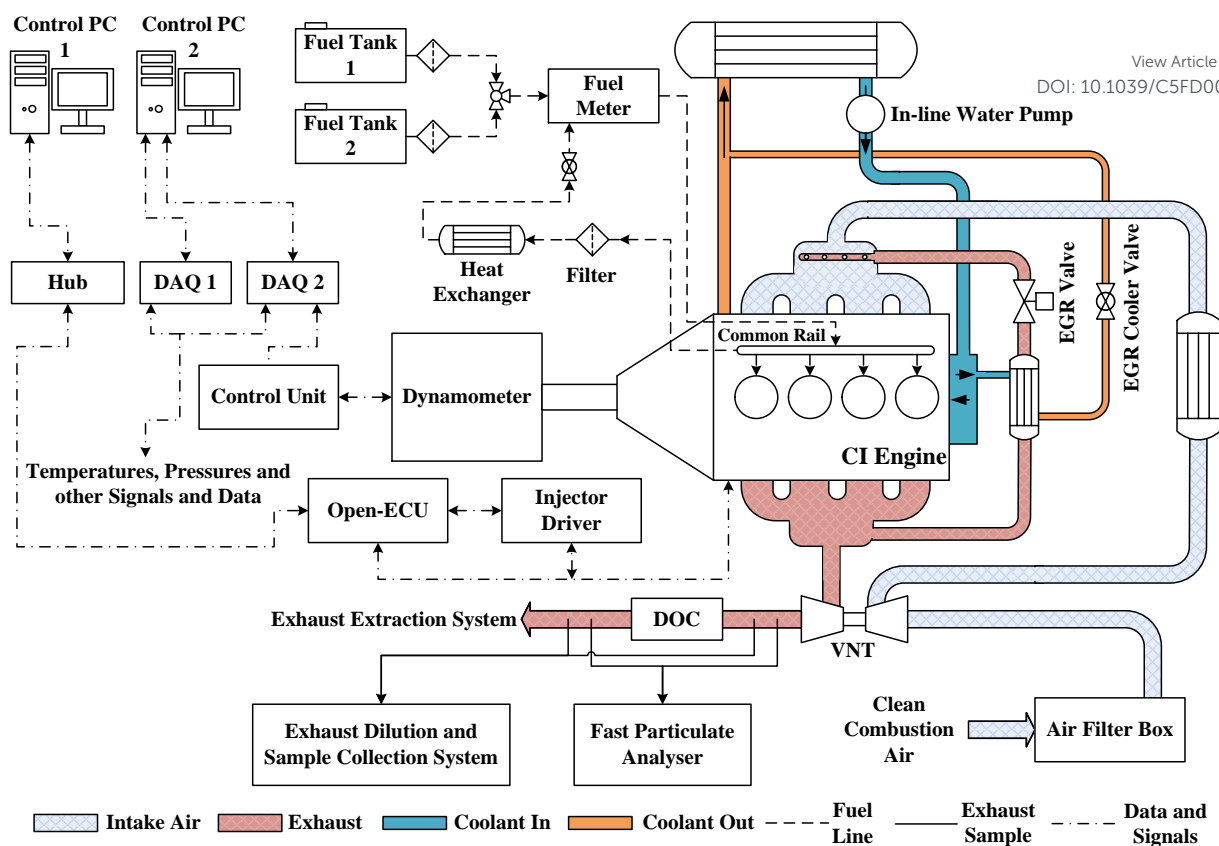 Control PC
1
Control PC
2
Fuel Tank
1
Fuel Tank
2
Fuel
Meter
View Article
DOI: 10.1039/C5FD00
In-line Water Pump
Heat
Exchanger
Filter
Hub
DAQ 1
DAQ 2
EGR Valve
EGR Cooler Valve
Common Rail
Control Unit
Dynamometer
CI Engine
Temperatures, Pressures and
other Signals and Data
Open-ECU
Injector
Driver
Exhaust Extraction System
DOC
VNT
Exhaust Dilution and
Sample Collection System
Fast Particulate
Analyser
Clean
Combustion
Air
Air Filter Box
Intake Air
Exhaust
Coolant In
Coolant Out
Fuel
Line
Exhaust
Sample
Data and
Signals